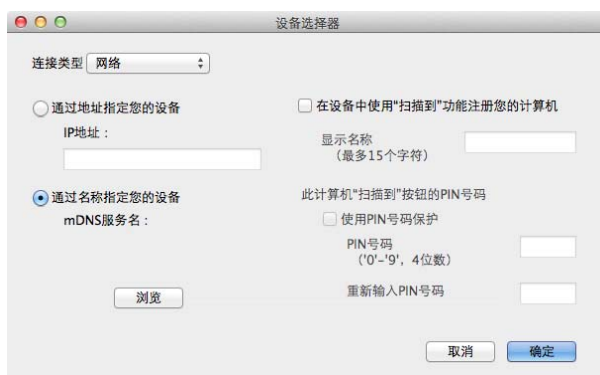 设备选择器
连接类型 网络
通过地址指定您的设备
IP地址：
通过名称指定您的设备
mDNS服务名：
浏览
在设备中使用“扫描到”功能注册您的计算机
显示名称
（最多15个字符）
此计算机“扫描到”按钮的PIN号码
使用PIN号码保护
PIN号码
（'0'-'9'，4位数）
重新输入PIN号码
取消 确定